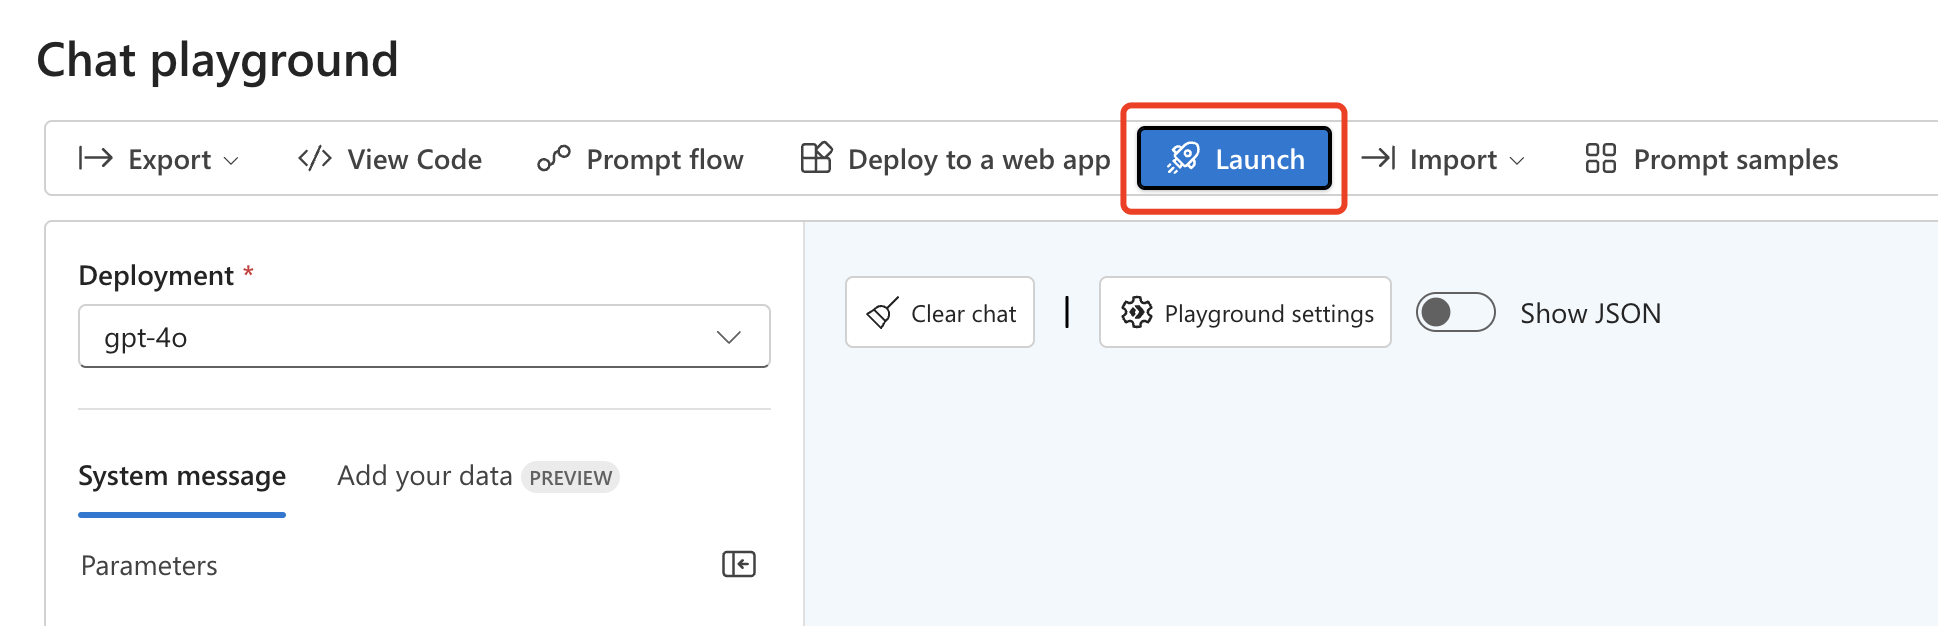 Chat playground
Export View Code Prompt flow Deploy to a web app Launch Import Prompt samples
Deployment *
gpt-4o
Clear chat Playground settings Show JSON
System message Add your data PREVIEW
Parameters